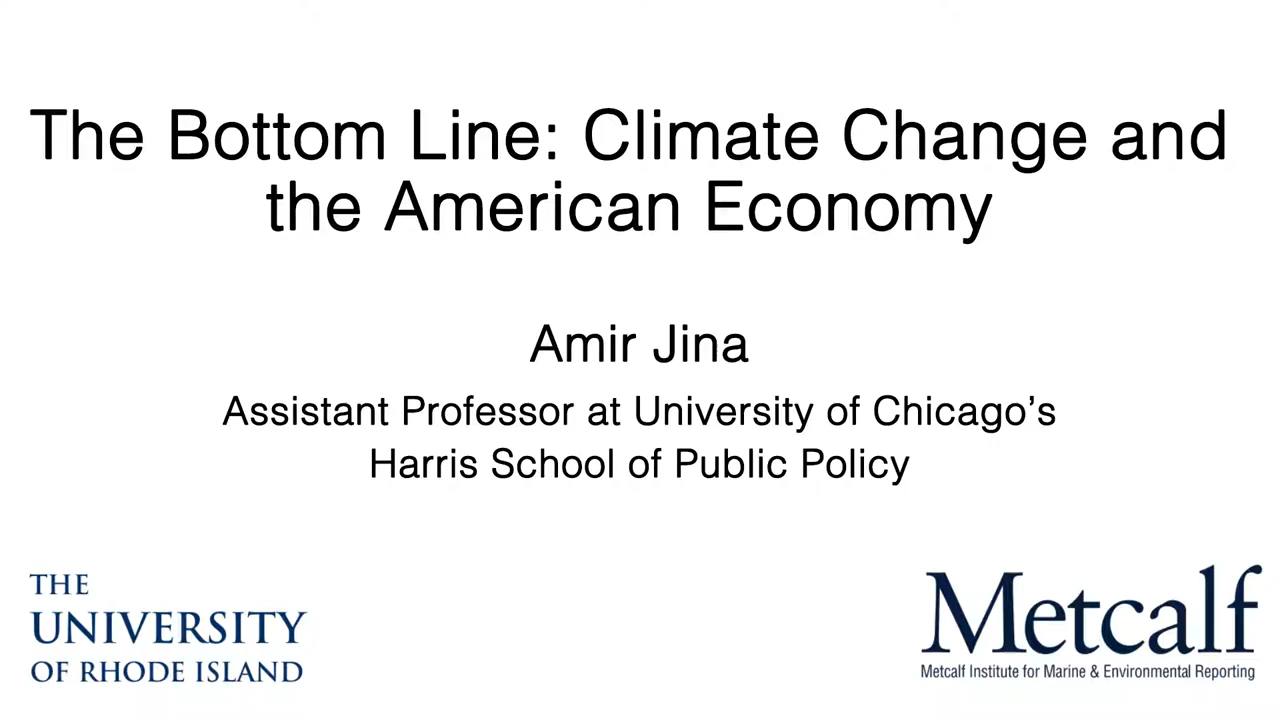 The Bottom Line: Climate Change and
the American Economy
Amir Jina
Assistant Professor at University of Chicago’s
Harris School of Public Policy
THE
UNIVERSITY
OF RHODE ISLAND
Metcalf
Metcalf Institute for Marine & Environmental Reporting